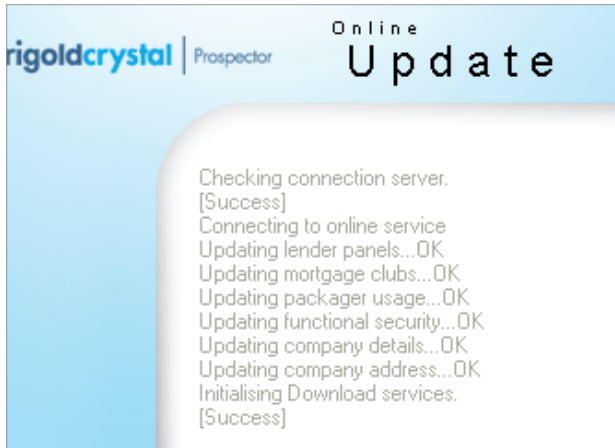 Online
rigoldcrystal Prospector
Update
Checking connection server.
[Success]
Connecting to online service
Updating lender panels...OK
Updating mortgage clubs...OK
Updating packager usage...OK
Updating functional security...OK
Updating company details...OK
Updating company address...OK
Initialising Download services.
[Success]